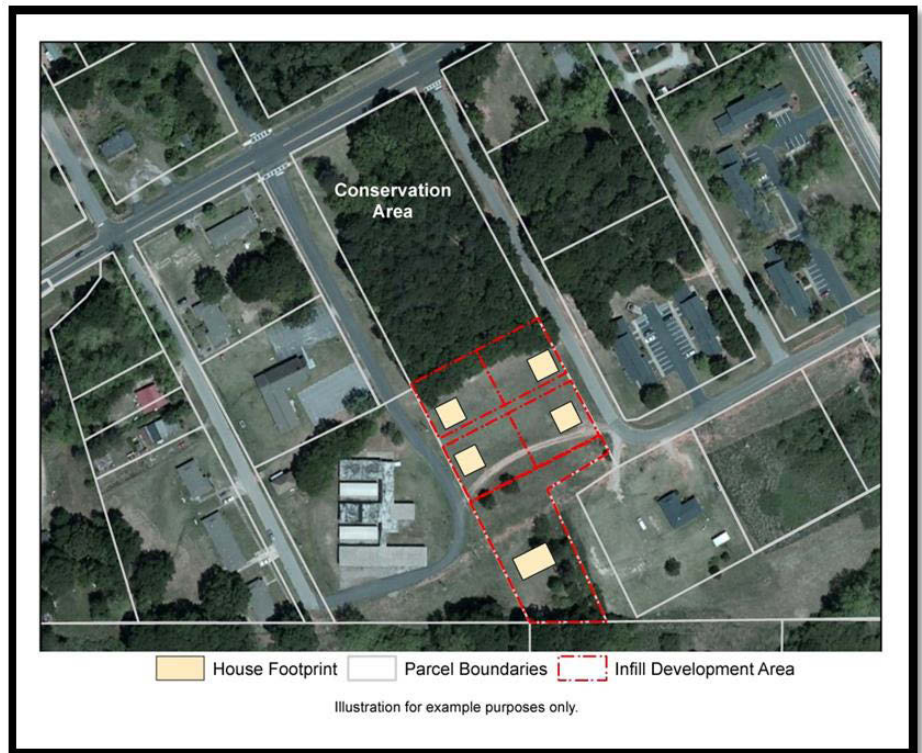 Conservation
Area
House Footprint
Parcel Boundaries
Infill Development Area
Illustration for example purposes only.